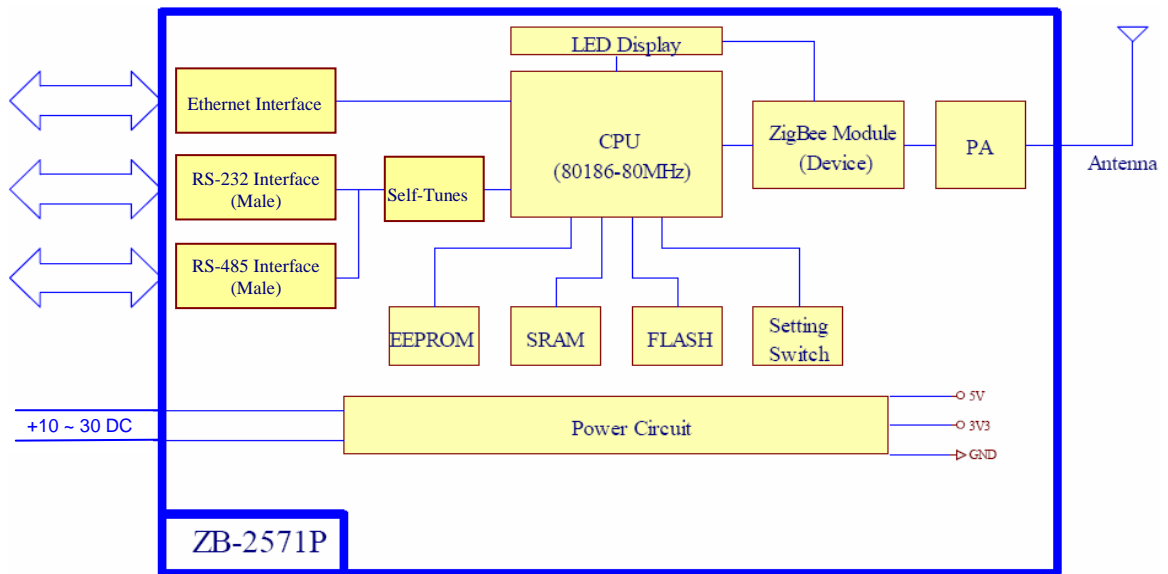 LED Display
Ethernet Interface
CPU
(80186-80MHz)
ZigBee Module
(Device)
PA
Antenna
RS-232 Interface
(Male)
Self-Tunes
RS-485 Interface
(Male)
EEPROM
SRAM
FLASH
Setting
Switch
+10 ~ 30 DC
Power Circuit
5V
3V3
GND
ZB-2571P